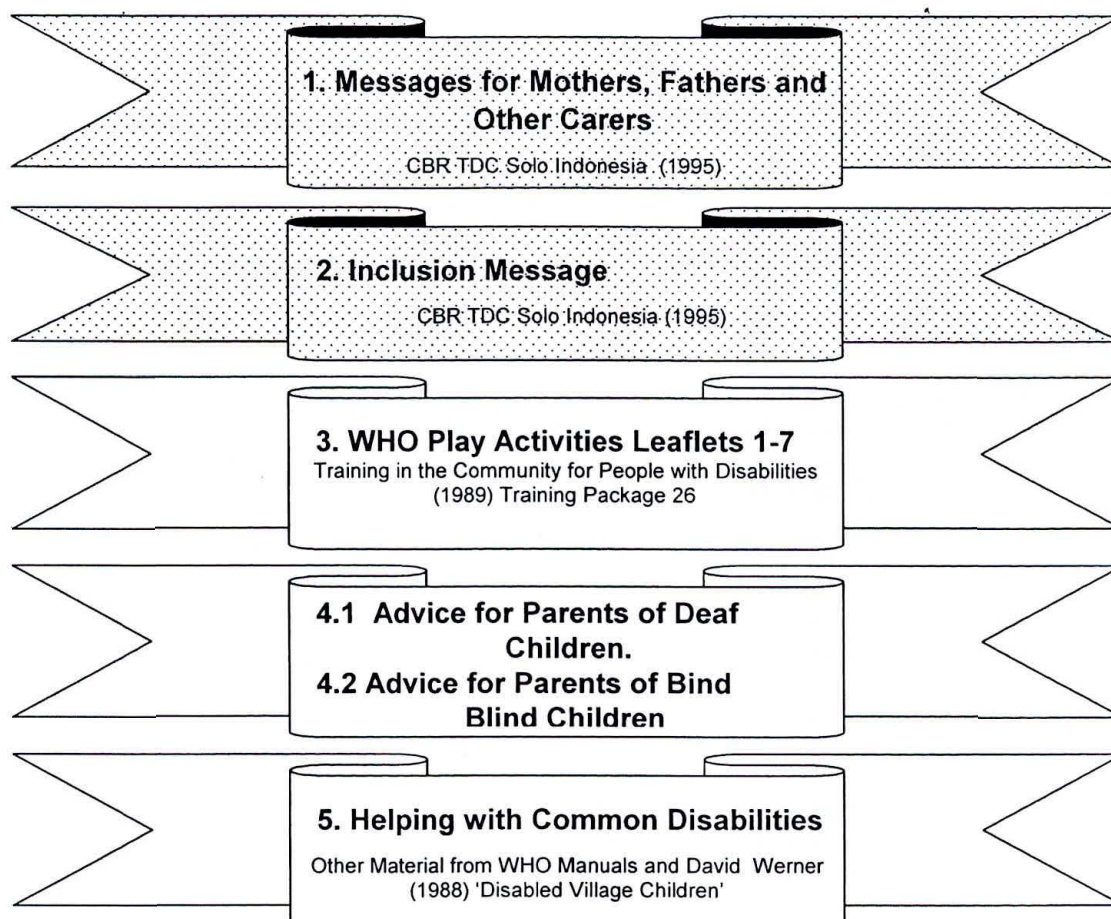 1. Messages for Mothers, Fathers and
Other Carers
CBR TDC Solo Indonesia (1995)
2. Inclusion Message
CBR TDC Solo Indonesia (1995)
3. WHO Play Activities Leaflets 1-7
Training in the Community for People with Disabilities
(1989) Training Package 26
4.1 Advice for Parents of Deaf
Children.
4.2 Advice for Parents of Bind
Blind Children
5. Helping with Common Disabilities
Other Material from WHO Manuals and David Werner
(1988) 'Disabled Village Children'